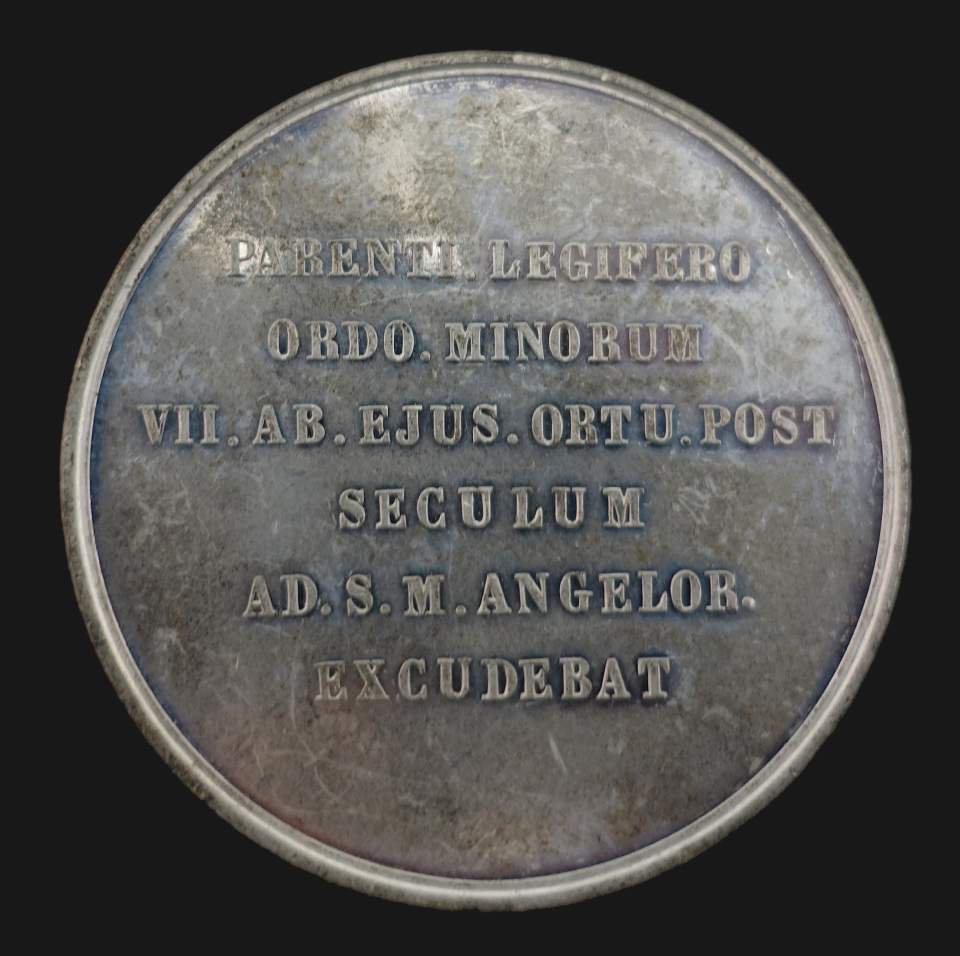 PARENTI. LEGIFERO
ORDO. MINORUM
VII. AB. EJUS. ORTU. POST
SECULUM
AD. S. M. ANGELOR.
EXCUDEBAT